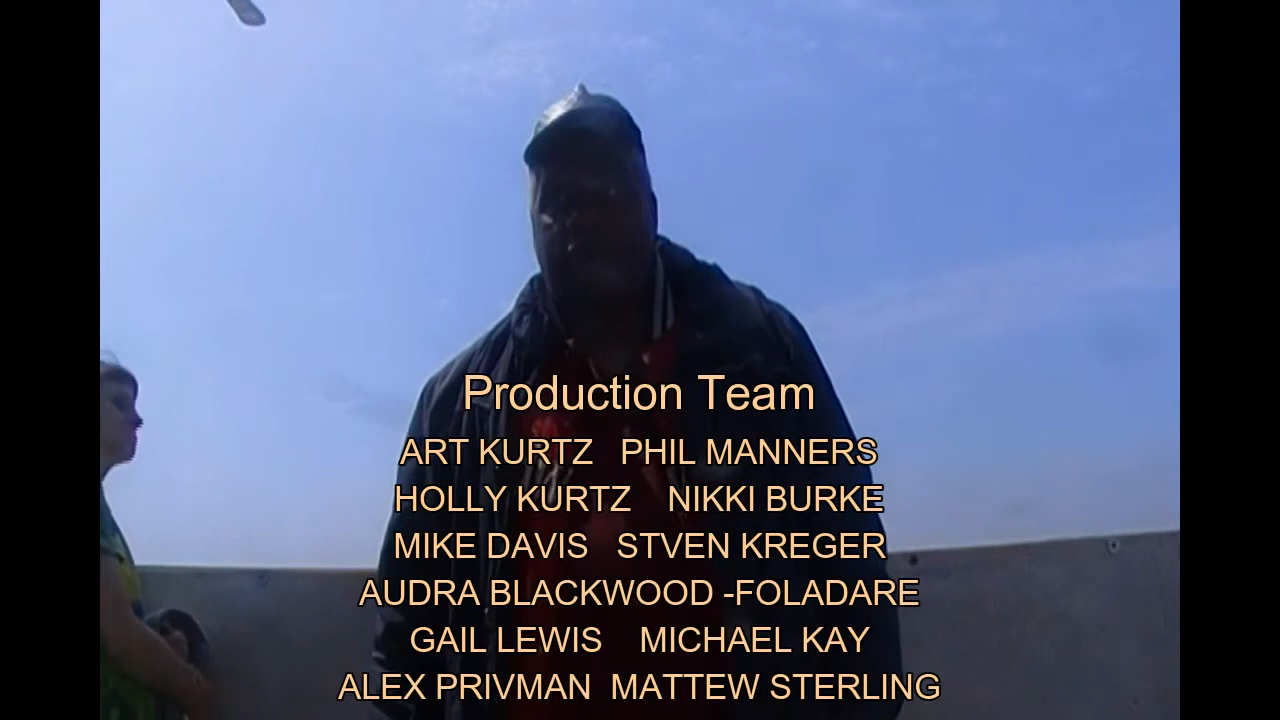 Production Team
ART KURTZ PHIL MANNERS
HOLLY KURTZ NIKKI BURKE
MIKE DAVIS STVEN KREGER
AUDRA BLACKWOOD -FOLADARE
GAIL LEWIS MICHAEL KAY
ALEX PRIVMAN MATTEW STERLING